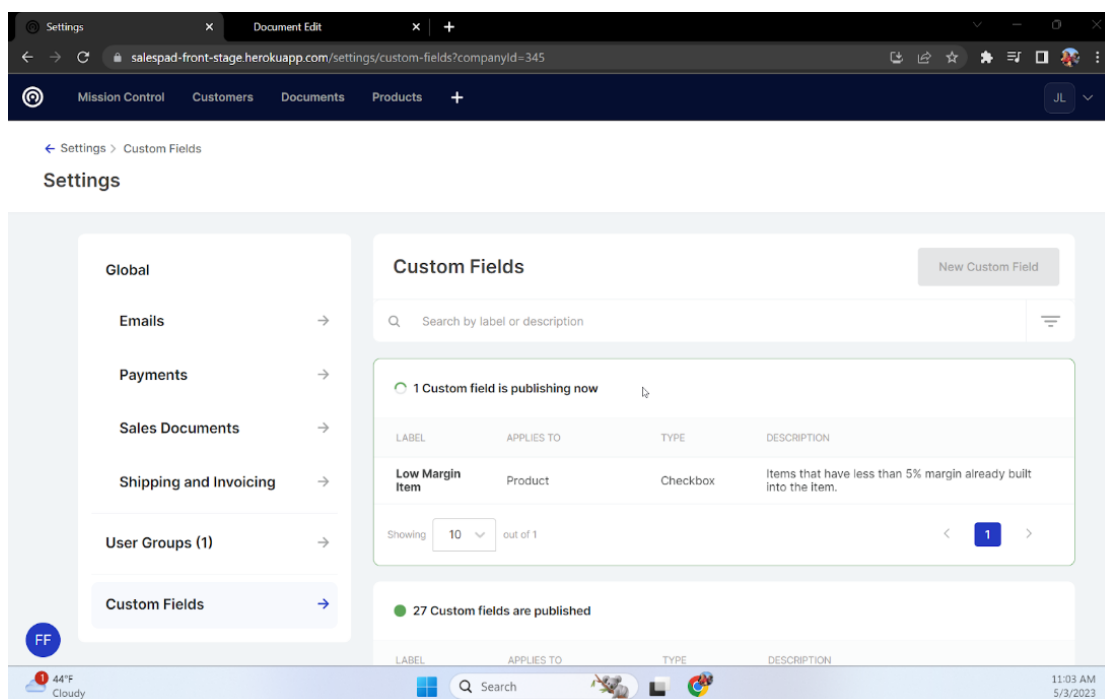 Settings
Document Edit
salespad-front-stage.herokuapp.com/settings/custom-fields?companyId=345
Mission Control Customers Documents Products JL
Settings > Custom Fields
Settings
Global
Emails
Payments
Sales Documents
Shipping and Invoicing
User Groups (1)
Custom Fields
Custom Fields
New Custom Field
Search by label or description
1 Custom field is publishing now
LABEL APPLIES TO TYPE DESCRIPTION
Low Margin Item Product Checkbox Items that have less than 5% margin already built
into the item.
Showing 10 out of 1 < 1 >
27 Custom fields are published
LABEL APPLIES TO TYPE DESCRIPTION
FF
1
44°F
Cloudy
Search
11:03 AM
5/3/2023